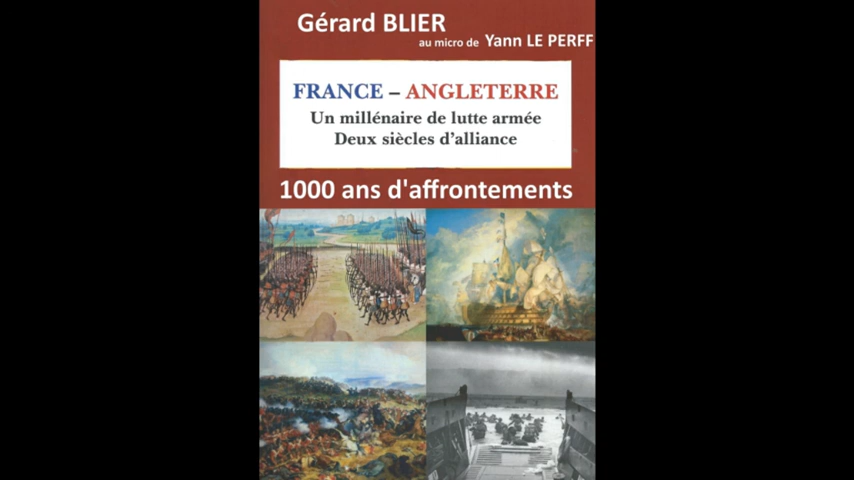 Gérard BLIER
au micro de Yann LE PERFF
FRANCE – ANGLETERRE
Un millénaire de lutte armée
Deux siècles d'alliance
1000 ans d'affrontements